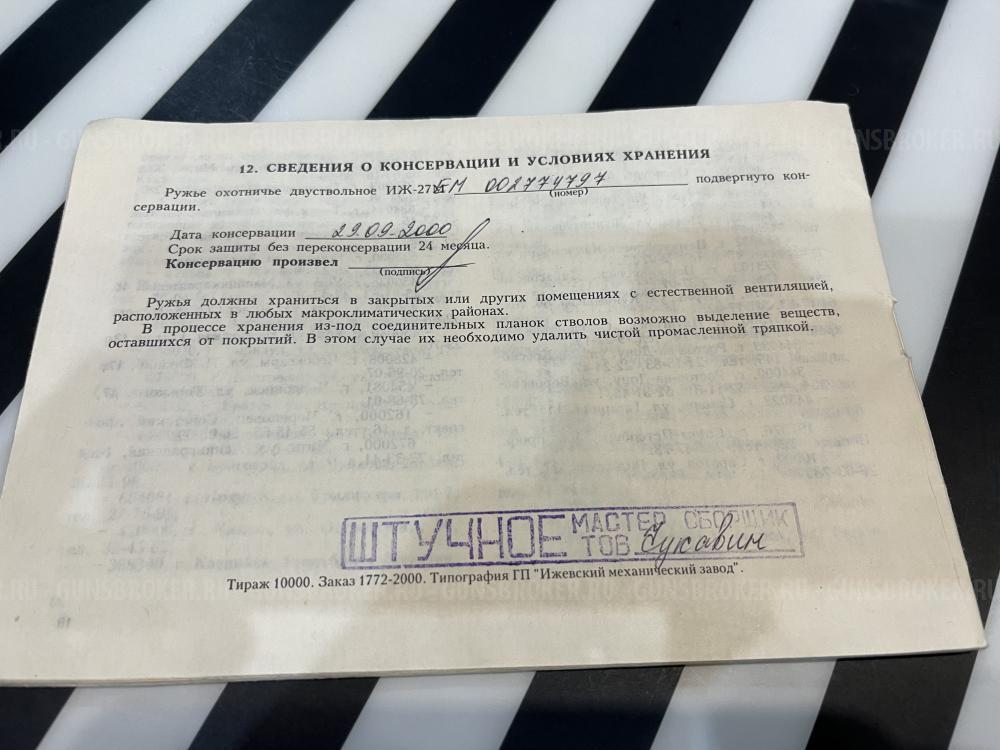 12. СВЕДЕНИЯ О КОНСЕРВАЦИИ И УСЛОВИЯХ ХРАНЕНИЯ
Ружье охотничье двуствольное ИЖ-27 ЕМ 002774797 подвергнуто кон-
(номер)
сервации.
Дата консервации 29.09.2000
Срок защиты без переконсервации 24 месяца.
Консервацию произвел
(подпись)
Ружья должны храниться в закрытых или других помещениях с естественной вентиляцией,
расположенных в любых макроклиматических районах.
В процессе хранения из-под соединительных планок стволов возможно выделение веществ,
оставшихся от покрытий. В этом случае их необходимо удалить чистой промасленной тряпкой.
ШТУЧНОЕ МАСТЕР СБОРЩИК
ТОВ Чукавин
Тираж 10000. Заказ 1772-2000. Типография ГП "Ижевский механический завод".
GUNSBROKER.RU